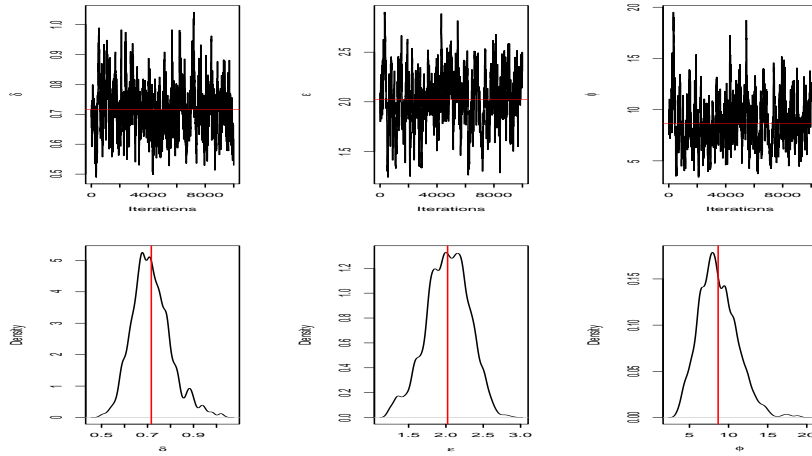 δ
0.5 0.6 0.7 0.8 0.9 1.0
0 4000 8000
Iterations
ε
1.5 2.0 2.5
0 4000 8000
Iterations
ϕ
5 10 15 20
0 4000 8000
Iterations
Density
0 1 2 3 4 5
0.5 0.7 0.9
δ
Density
0.0 0.2 0.4 0.6 0.8 1.0 1.2
1.5 2.0 2.5 3.0
ε
Density
0.00 0.05 0.10 0.15
5 10 15 20
ϕ